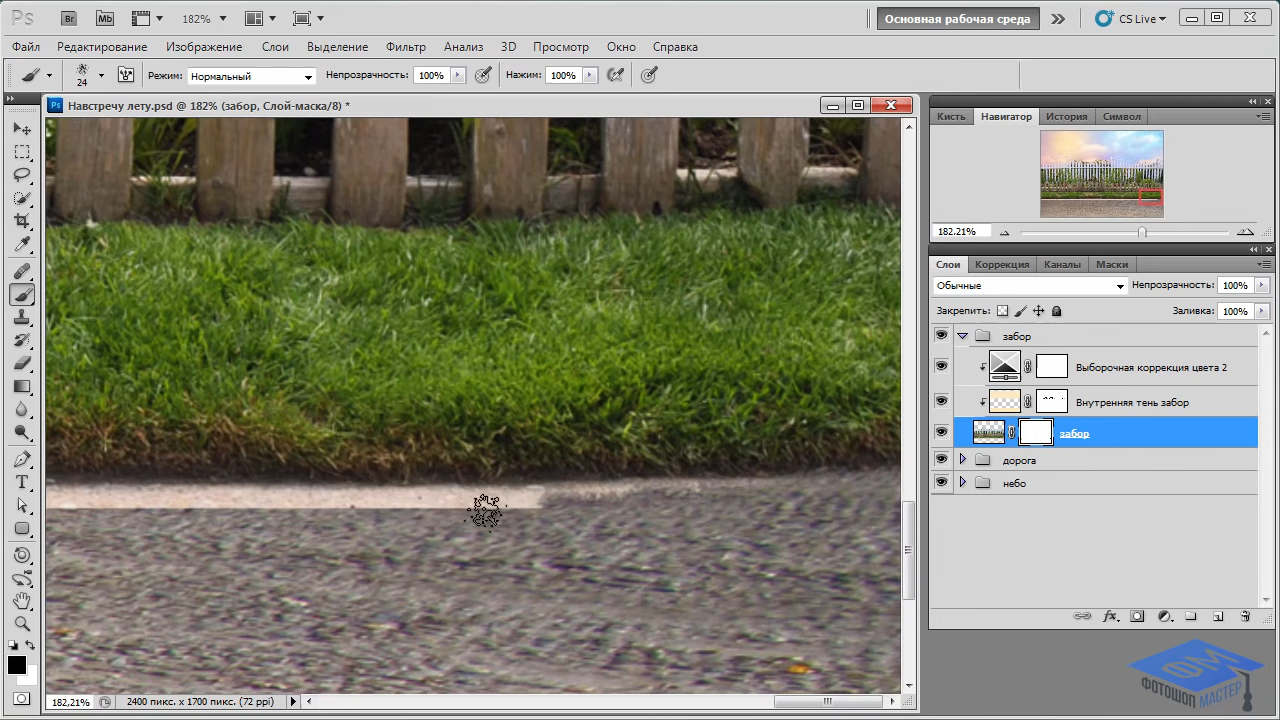 Ps Br Mb 182% Основная рабочая среда CS Live
Файл Редактирование Изображение Слои Выделение Фильтр Анализ 3D Просмотр Окно Справка
24 Режим: Нормальный Непрозрачность: 100% Нажим: 100%
Ps Навстречу лету.psd @ 182% (забор, Слой-маска/8) *
Кисть Навигатор История Символ
182.21%
Слои Коррекция Каналы Маски
Обычные Непрозрачность: 100%
Закрепить: Заливка: 100%
забор
Выборочная коррекция цвета 2
Внутренняя тень забор
забор
дорога
небо
T
fx
182,21% 2400 пикс. x 1700 пикс. (72 ppi)
ФМ
ФОТОШОП МАСТЕР